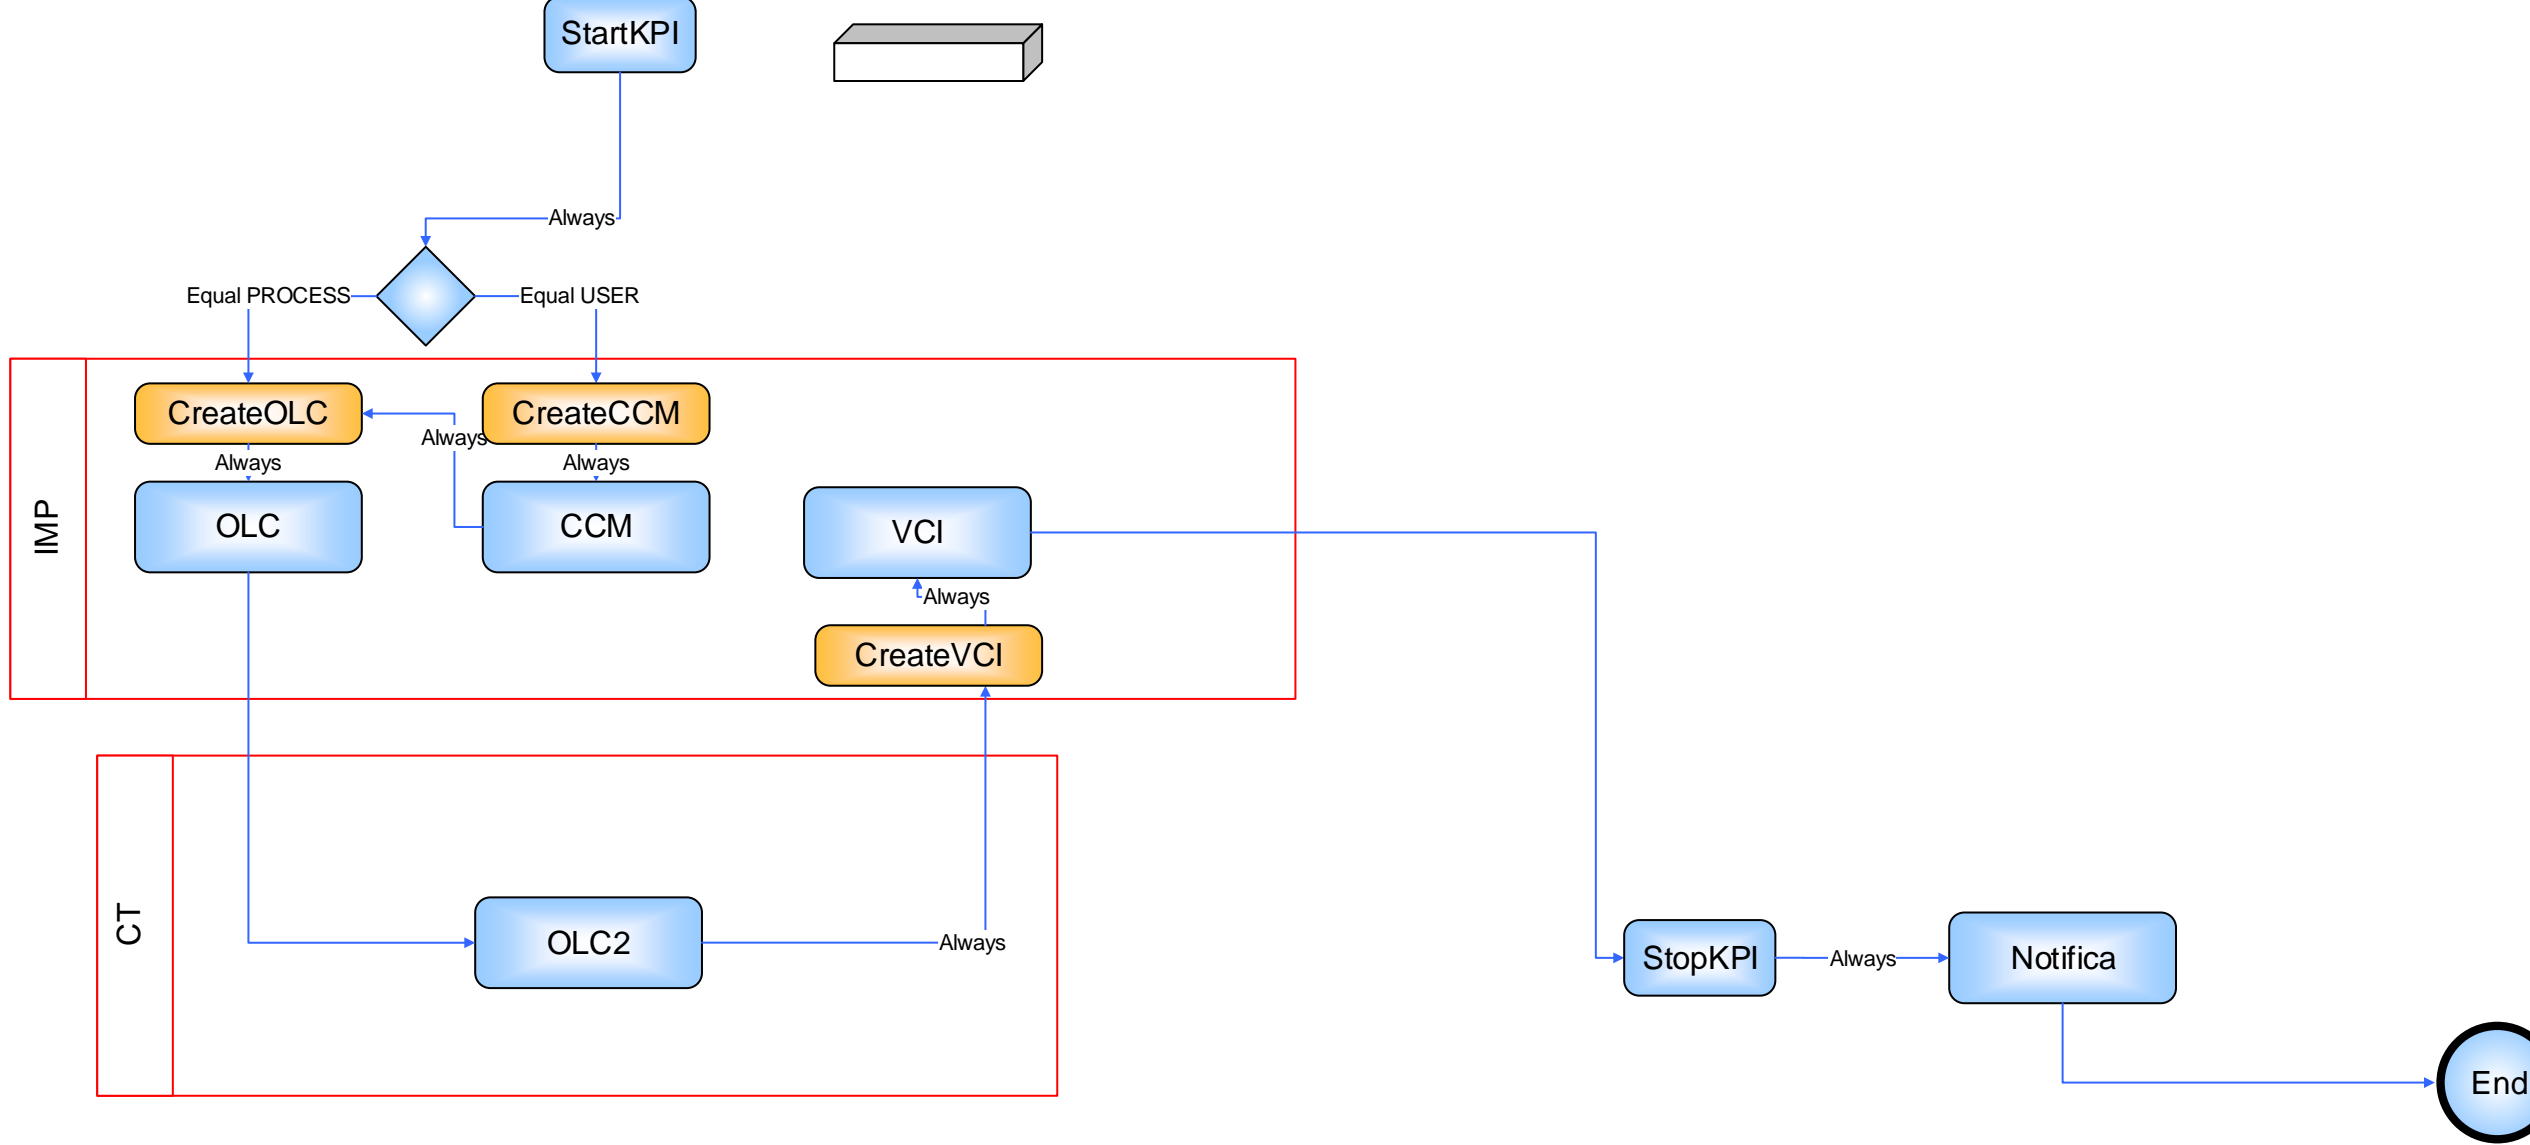 StartKPI
Always
Equal PROCESS
Equal USER
CreateOLC
CreateCCM
Always
Always
Always
IMP
OLC
CCM
VCI
Always
CreateVCI
CT
OLC2
Always
StopKPI
Always
Notifica
End